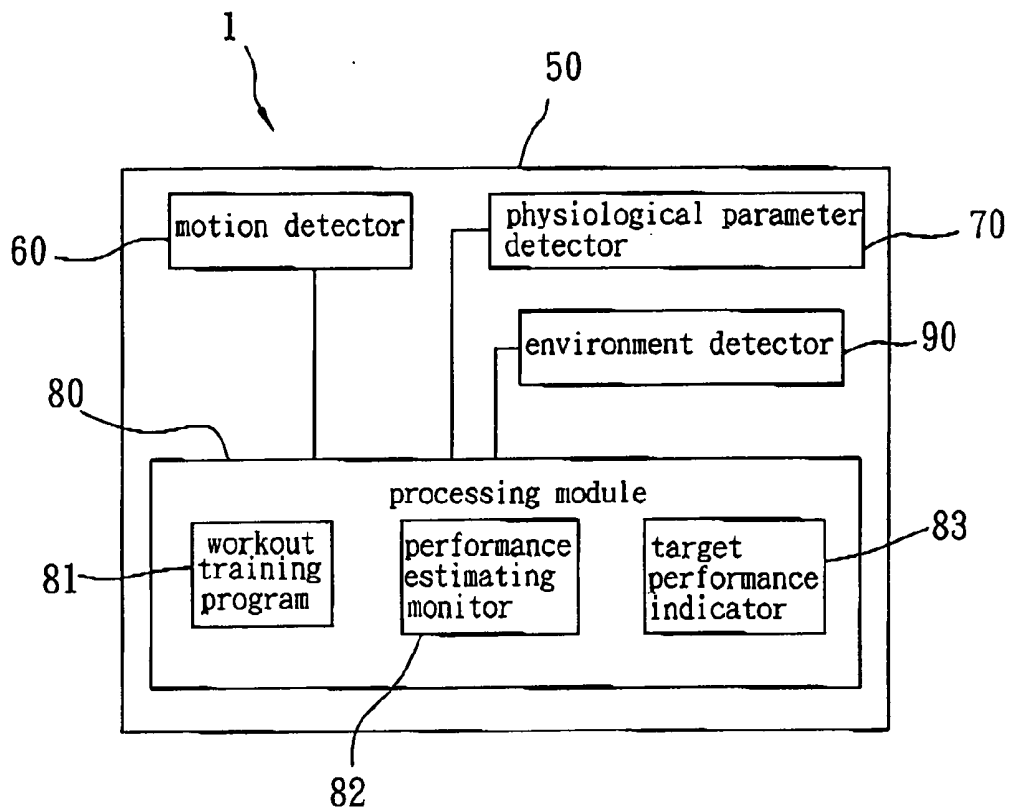 1
50
motion detector
physiological parameter
detector
60
70
environment detector
90
80
processing module
workout
training
program
performance
estimating
monitor
target
performance
indicator
81
83
82